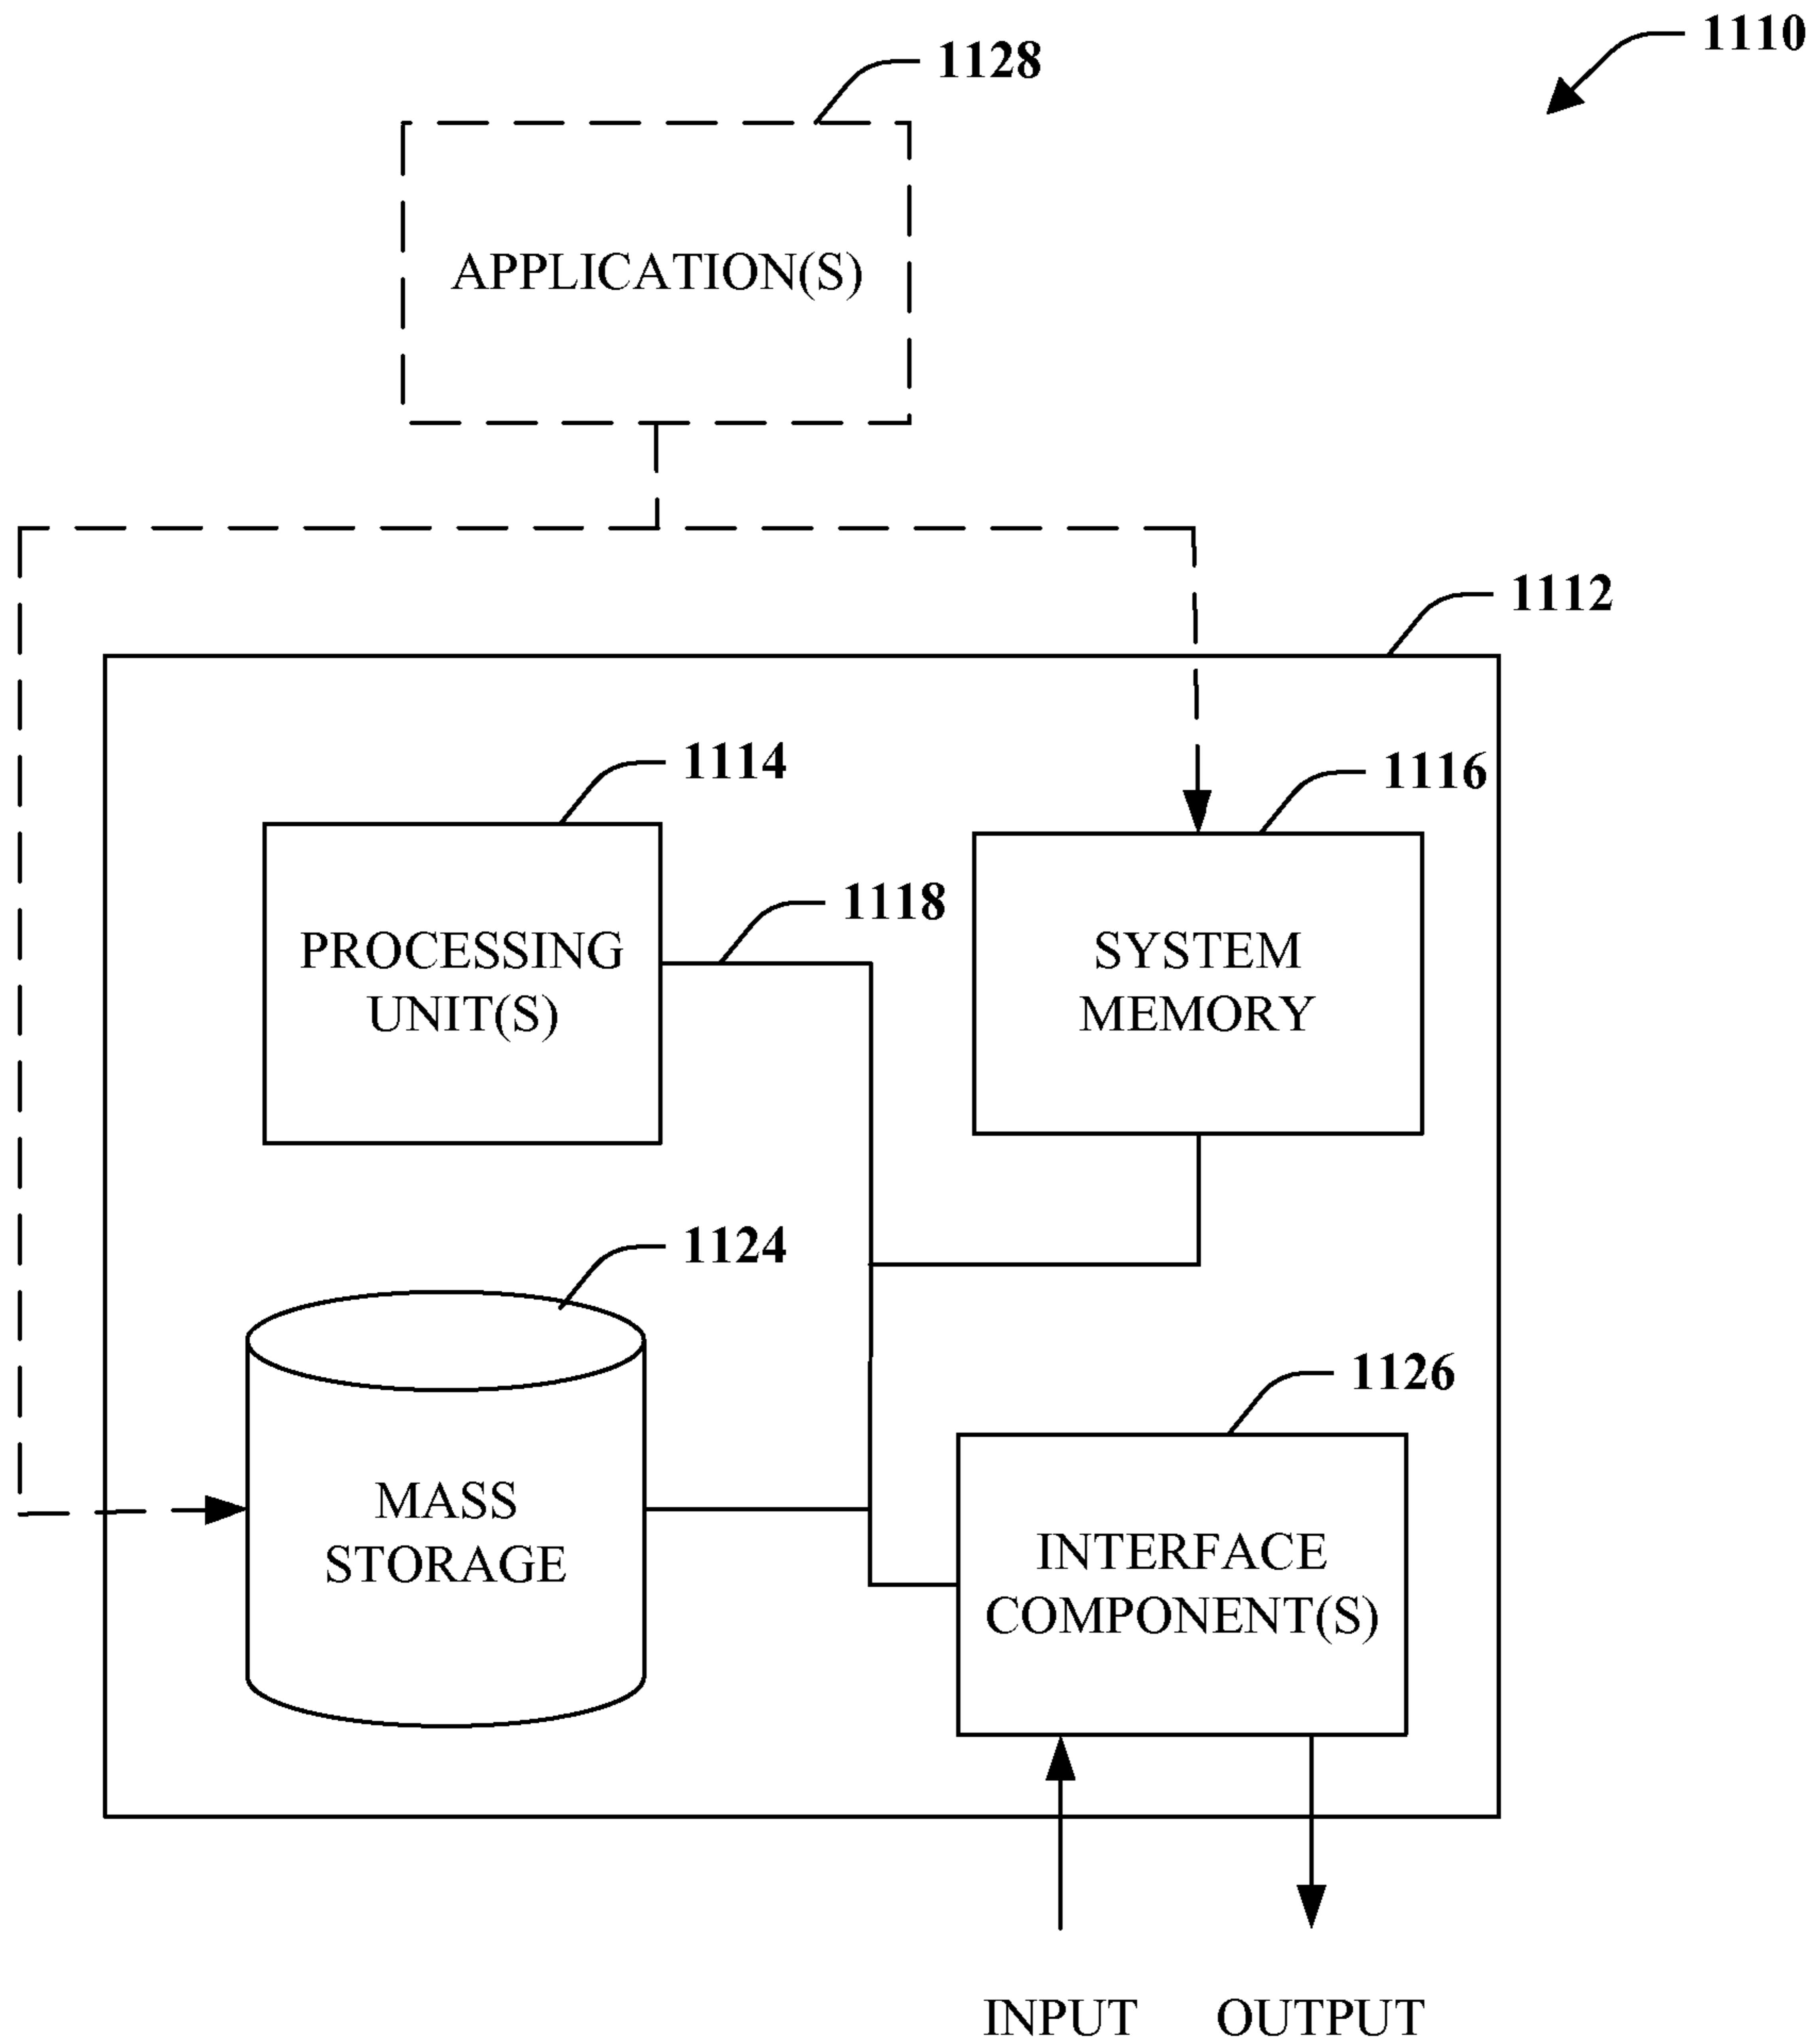 1110
1128
APPLICATION(S)
1112
1114
1116
1118
PROCESSING
UNIT(S)
SYSTEM
MEMORY
1124
1126
MASS
STORAGE
INTERFACE
COMPONENT(S)
INPUT
OUTPUT